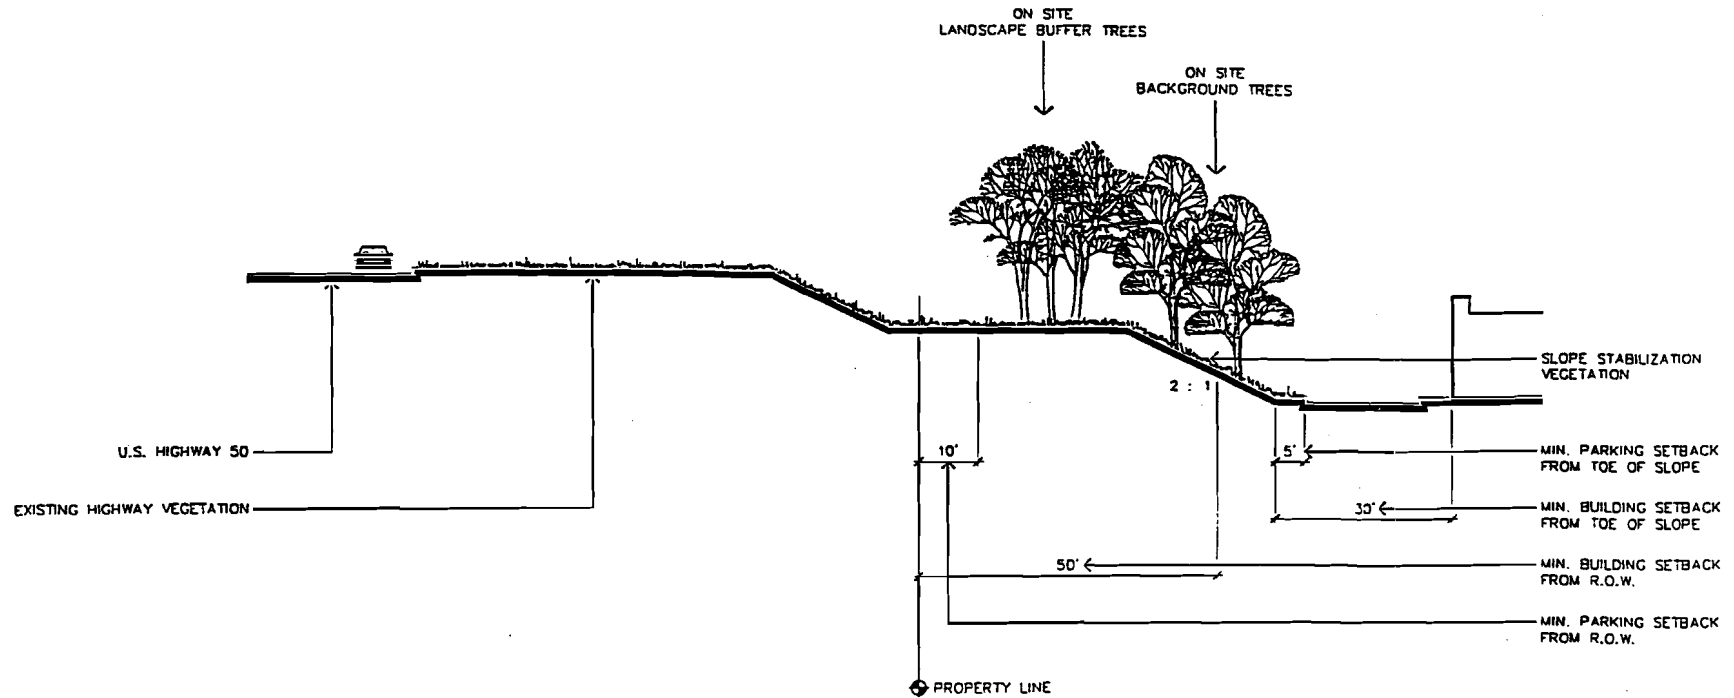 ON SITE
LANDSCAPE BUFFER TREES
ON SITE
BACKGROUND TREES
SLOPE STABILIZATION
VEGETATION
2 : 1
U.S. HIGHWAY 50
10'
5'
MIN. PARKING SETBACK
FROM TOE OF SLOPE
EXISTING HIGHWAY VEGETATION
30'
MIN. BUILDING SETBACK
FROM TOE OF SLOPE
50'
MIN. BUILDING SETBACK
FROM R.O.W.
MIN. PARKING SETBACK
FROM R.O.W.
PROPERTY LINE